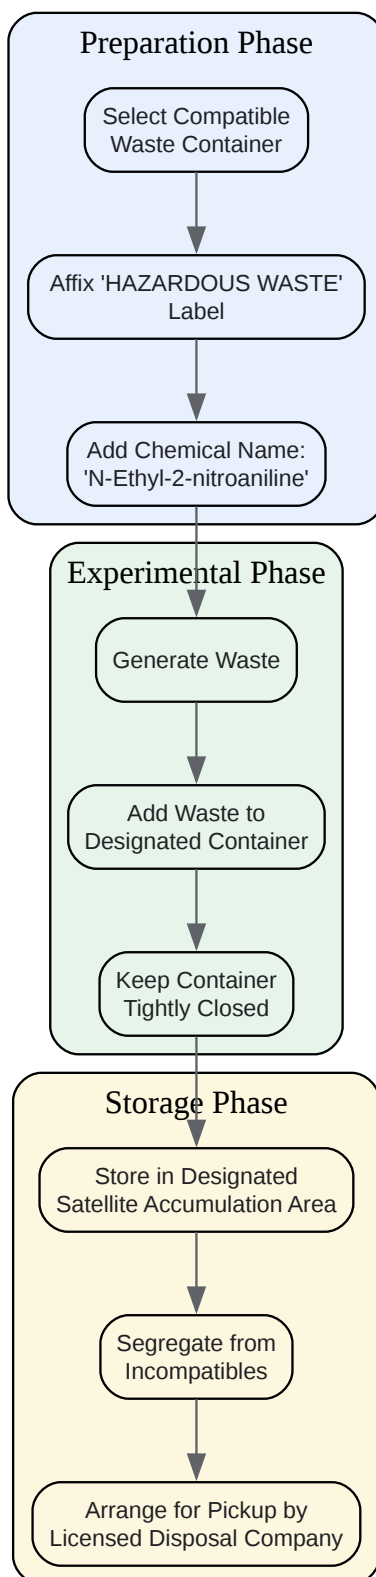 Preparation Phase
Select Compatible
Waste Container
Affix 'HAZARDOUS WASTE'
Label
Add Chemical Name:
'N-Ethyl-2-nitroaniline'
Experimental Phase
Generate Waste
Add Waste to
Designated Container
Keep Container
Tightly Closed
Storage Phase
Store in Designated
Satellite Accumulation Area
Segregate from
Incompatibles
Arrange for Pickup by
Licensed Disposal Company